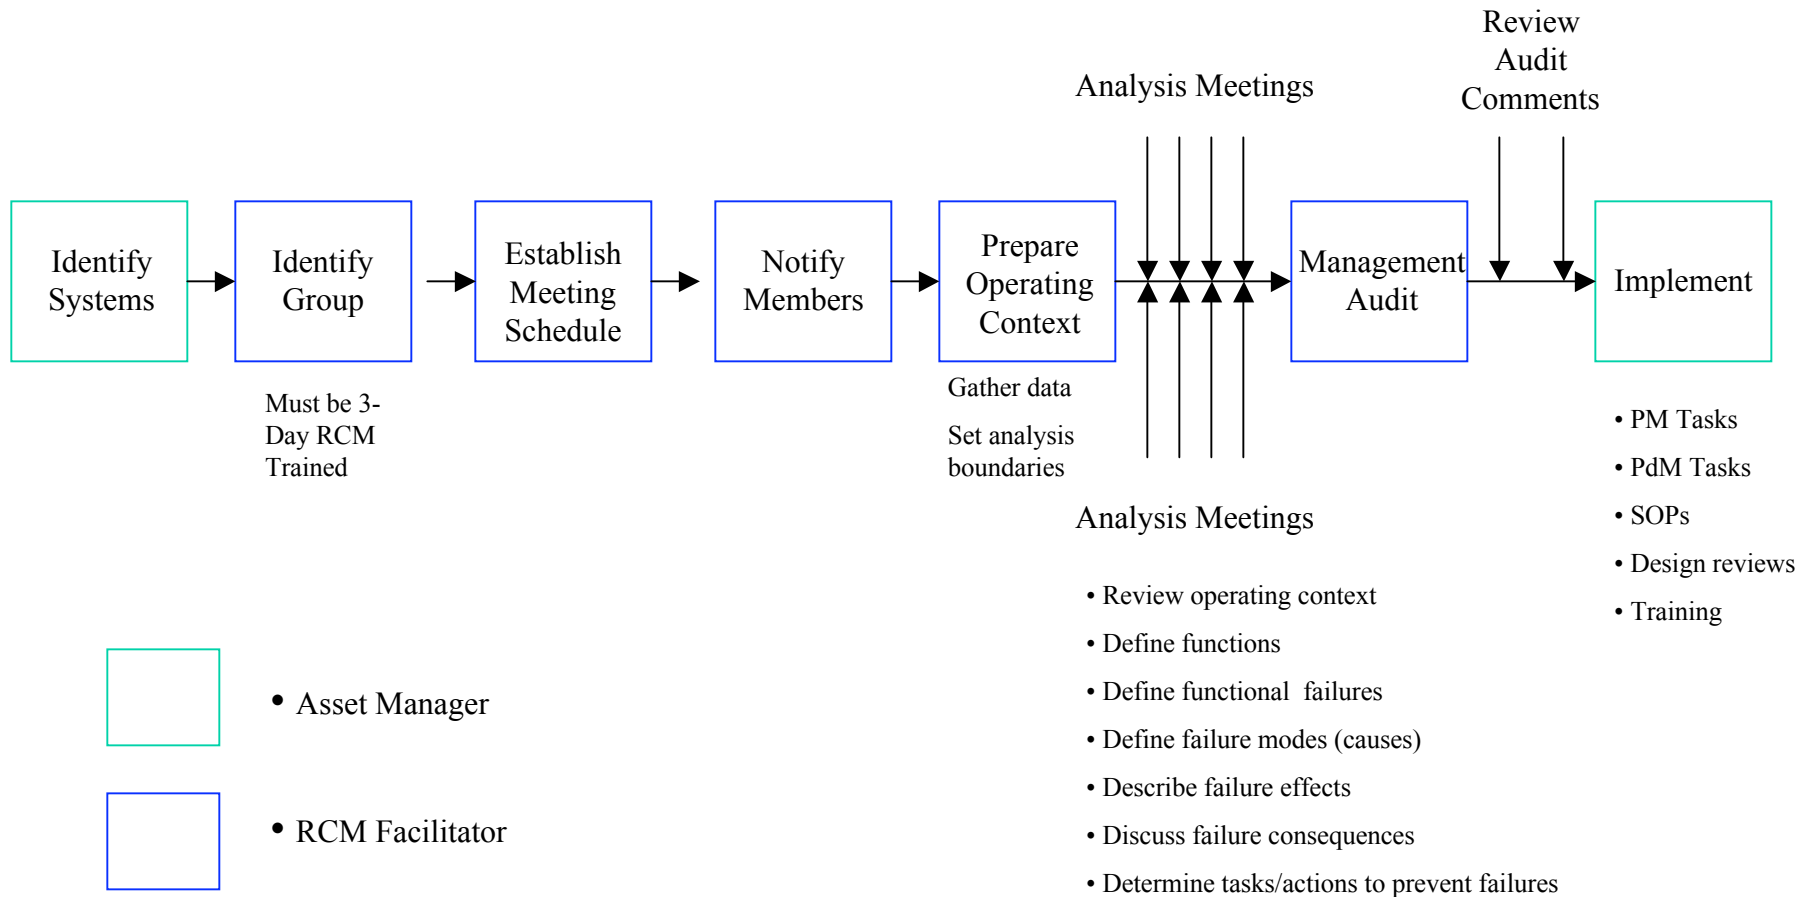 Review
Audit
Comments
Analysis Meetings
Identify
Systems
Identify
Group
Establish
Meeting
Schedule
Notify
Members
Prepare
Operating
Context
Management
Audit
Implement
Must be 3-
Day RCM
Trained
Gather data
Set analysis
boundaries
Analysis Meetings
• Review operating context
• Define functions
• Define functional  failures
• Define failure modes (causes)
• Describe failure effects
• Discuss failure consequences
• Determine tasks/actions to prevent failures
• PM Tasks
• PdM Tasks
• SOPs
• Design reviews
• Training
• Asset Manager
• RCM Facilitator